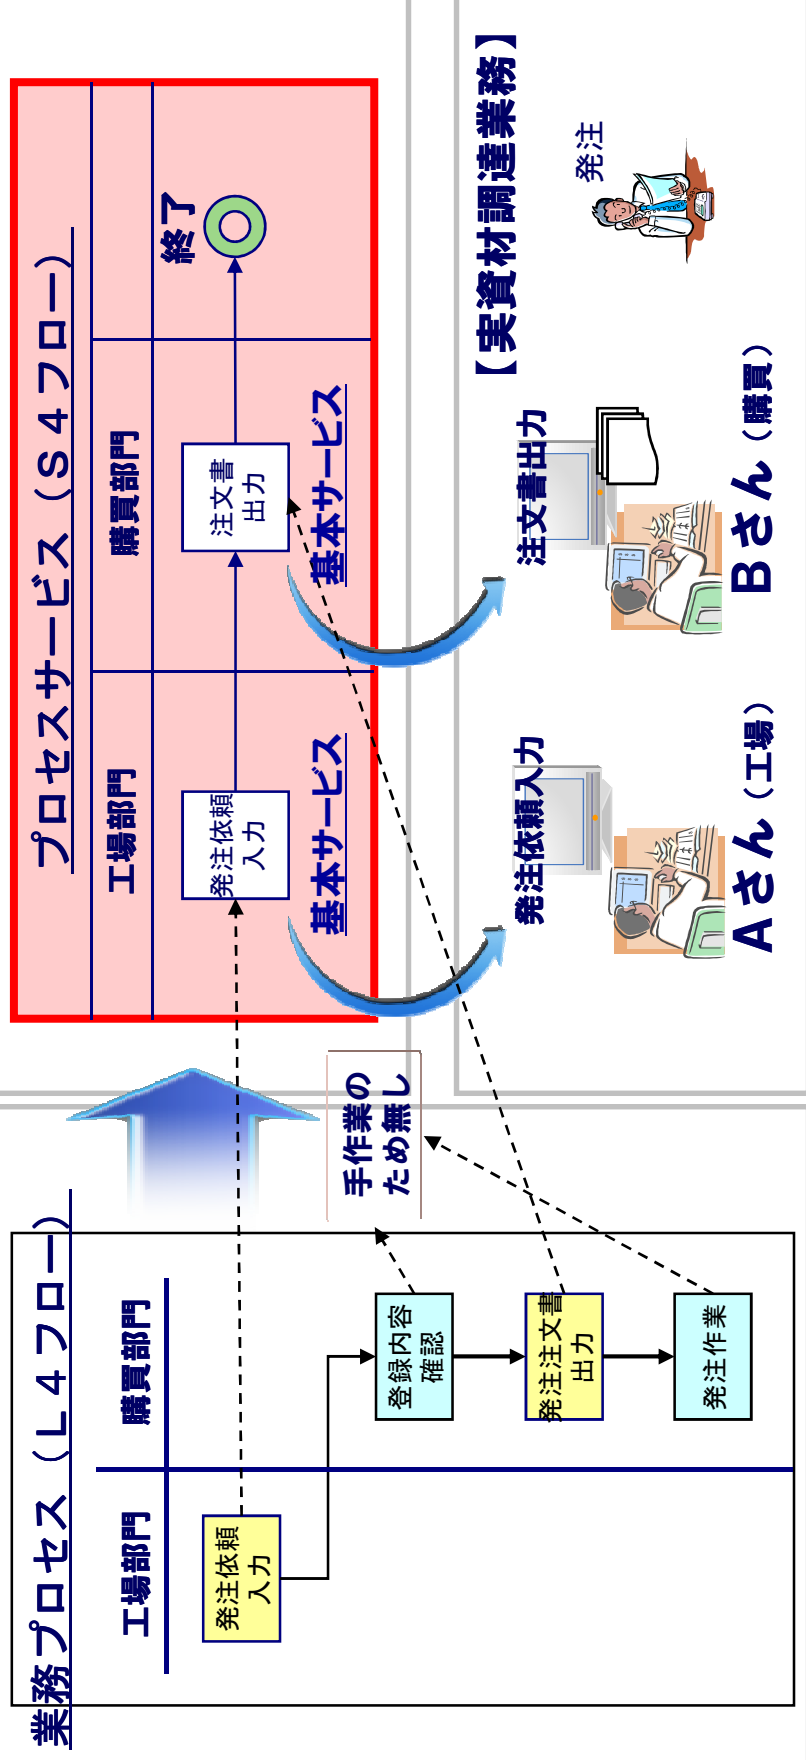 業務プロセス（Ｌ４フロー）
工場部門
購買部門
発注依頼
入力
登録内容
確認
発注注文書
出力
発注作業
手作業の
ため無し
プロセスサービス（Ｓ４フロー）
工場部門
購買部門
終了
発注依頼
入力
注文書
出力
基本サービス
基本サービス
【実資材調達業務】
発注依頼入力
注文書出力
発注
Ａさん（工場）
Ｂさん（購買）